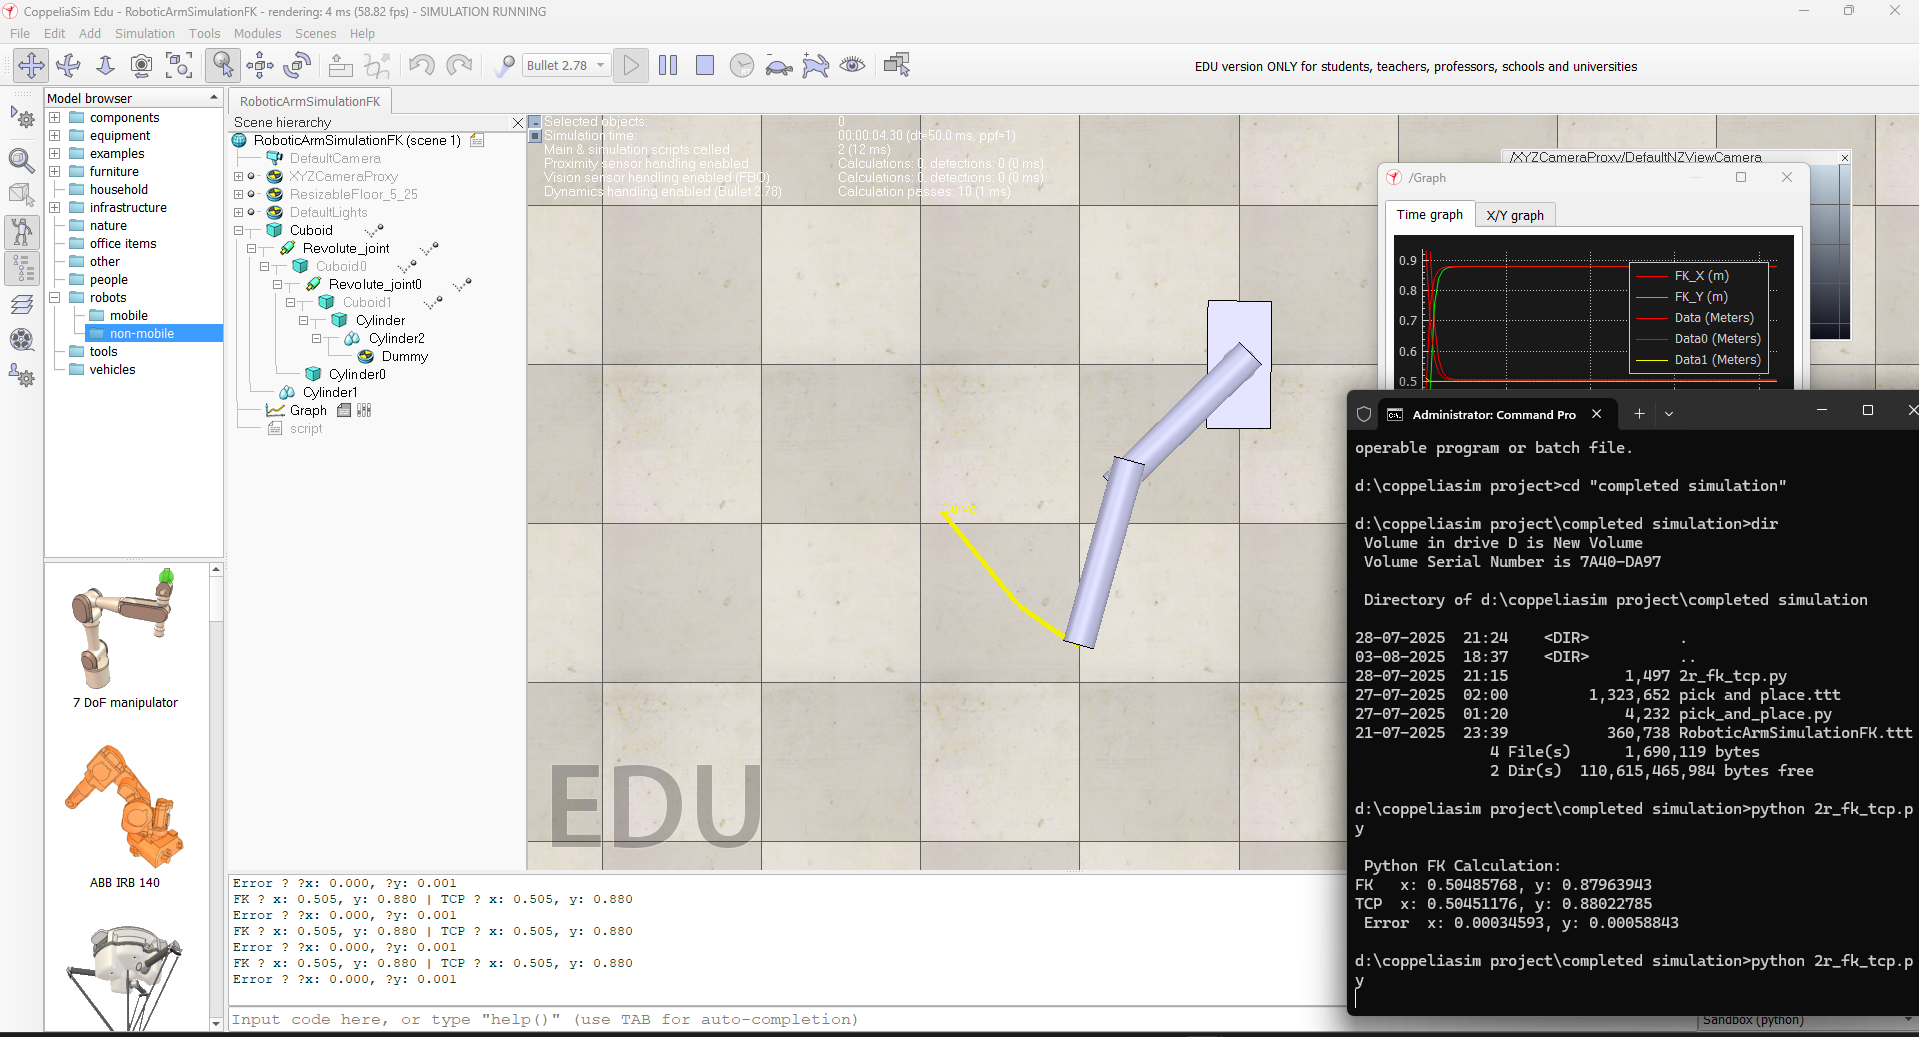 CoppeliaSim Edu - RoboticArmSimulationFK - rendering: 4 ms (58.82 fps) - SIMULATION RUNNING
File Edit Add Simulation Tools Modules Scenes Help
Bullet 2.78
EDU version ONLY for students, teachers, professors, schools and universities
Model browser
components
equipment
examples
furniture
household
infrastructure
nature
office items
other
people
robots
mobile
non-mobile
tools
vehicles
7 DoF manipulator
ABB IRB 140
RoboticArmSimulationFK
Scene hierarchy
RoboticArmSimulationFK (scene 1)
DefaultCamera
XYZCameraProxy
ResizableFloor_5_25
DefaultLights
Cuboid
Revolute_joint
Cuboid0
Revolute_joint0
Cuboid1
Cylinder
Cylinder2
Dummy
Cylinder0
Cylinder1
Graph
script
Selected objects: 0
Simulation time: 00:00:04.30 (dt=50.0 ms, ppf=1)
Main & simulation scripts called 2 (12 ms)
Proximity sensor handling enabled Calculations: 0, detections: 0 (0 ms)
Vision sensor handling enabled (FBO) Calculations: 0, detections: 0 (0 ms)
Dynamics handling enabled (Bullet 2.78) Calculation passes: 10 (1 ms)
EDU
/XYZCameraProxy/DefaultNZViewCamera
/Graph
Time graph X/Y graph
0.9
0.8
0.7
0.6
0.5
FK_X (m)
FK_Y (m)
Data (Meters)
Data0 (Meters)
Data1 (Meters)
Administrator: Command Pro
operable program or batch file.
d:\coppeliasim project>cd "completed simulation"
d:\coppeliasim project\completed simulation>dir
Volume in drive D is New Volume
Volume Serial Number is 7A40-DA97
Directory of d:\coppeliasim project\completed simulation
28-07-2025 21:24 <DIR> .
03-08-2025 18:37 <DIR> ..
28-07-2025 21:15 1,497 2r_fk_tcp.py
27-07-2025 02:00 1,323,652 pick and place.ttt
27-07-2025 01:20 4,232 pick_and_place.py
21-07-2025 23:39 360,738 RoboticArmSimulationFK.ttt
4 File(s) 1,690,119 bytes
2 Dir(s) 110,615,465,984 bytes free
d:\coppeliasim project\completed simulation>python 2r_fk_tcp.p
y
Python FK Calculation:
FK x: 0.50485768, y: 0.87963943
TCP x: 0.50451176, y: 0.88022785
Error x: 0.00034593, y: 0.00058843
d:\coppeliasim project\completed simulation>python 2r_fk_tcp.p
y
Error ? ?x: 0.000, ?y: 0.001
FK ? x: 0.505, y: 0.880 | TCP ? x: 0.505, y: 0.880
Error ? ?x: 0.000, ?y: 0.001
FK ? x: 0.505, y: 0.880 | TCP ? x: 0.505, y: 0.880
Error ? ?x: 0.000, ?y: 0.001
FK ? x: 0.505, y: 0.880 | TCP ? x: 0.505, y: 0.880
Error ? ?x: 0.000, ?y: 0.001
Input code here, or type "help()" (use TAB for auto-completion)
Sandbox (python)